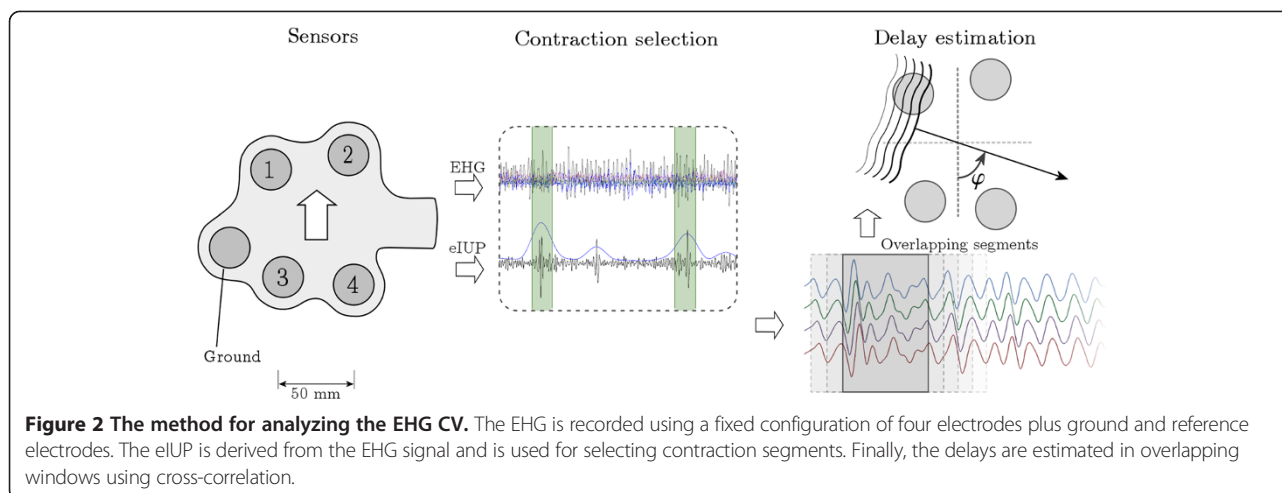 Sensors
Contraction selection
Delay estimation
1
2
3
4
Ground
50 mm
EHG
eIUP
φ
Overlapping segments
Figure 2 The method for analyzing the EHG CV. The EHG is recorded using a fixed configuration of four electrodes plus ground and reference
electrodes. The eIUP is derived from the EHG signal and is used for selecting contraction segments. Finally, the delays are estimated in overlapping
windows using cross-correlation.